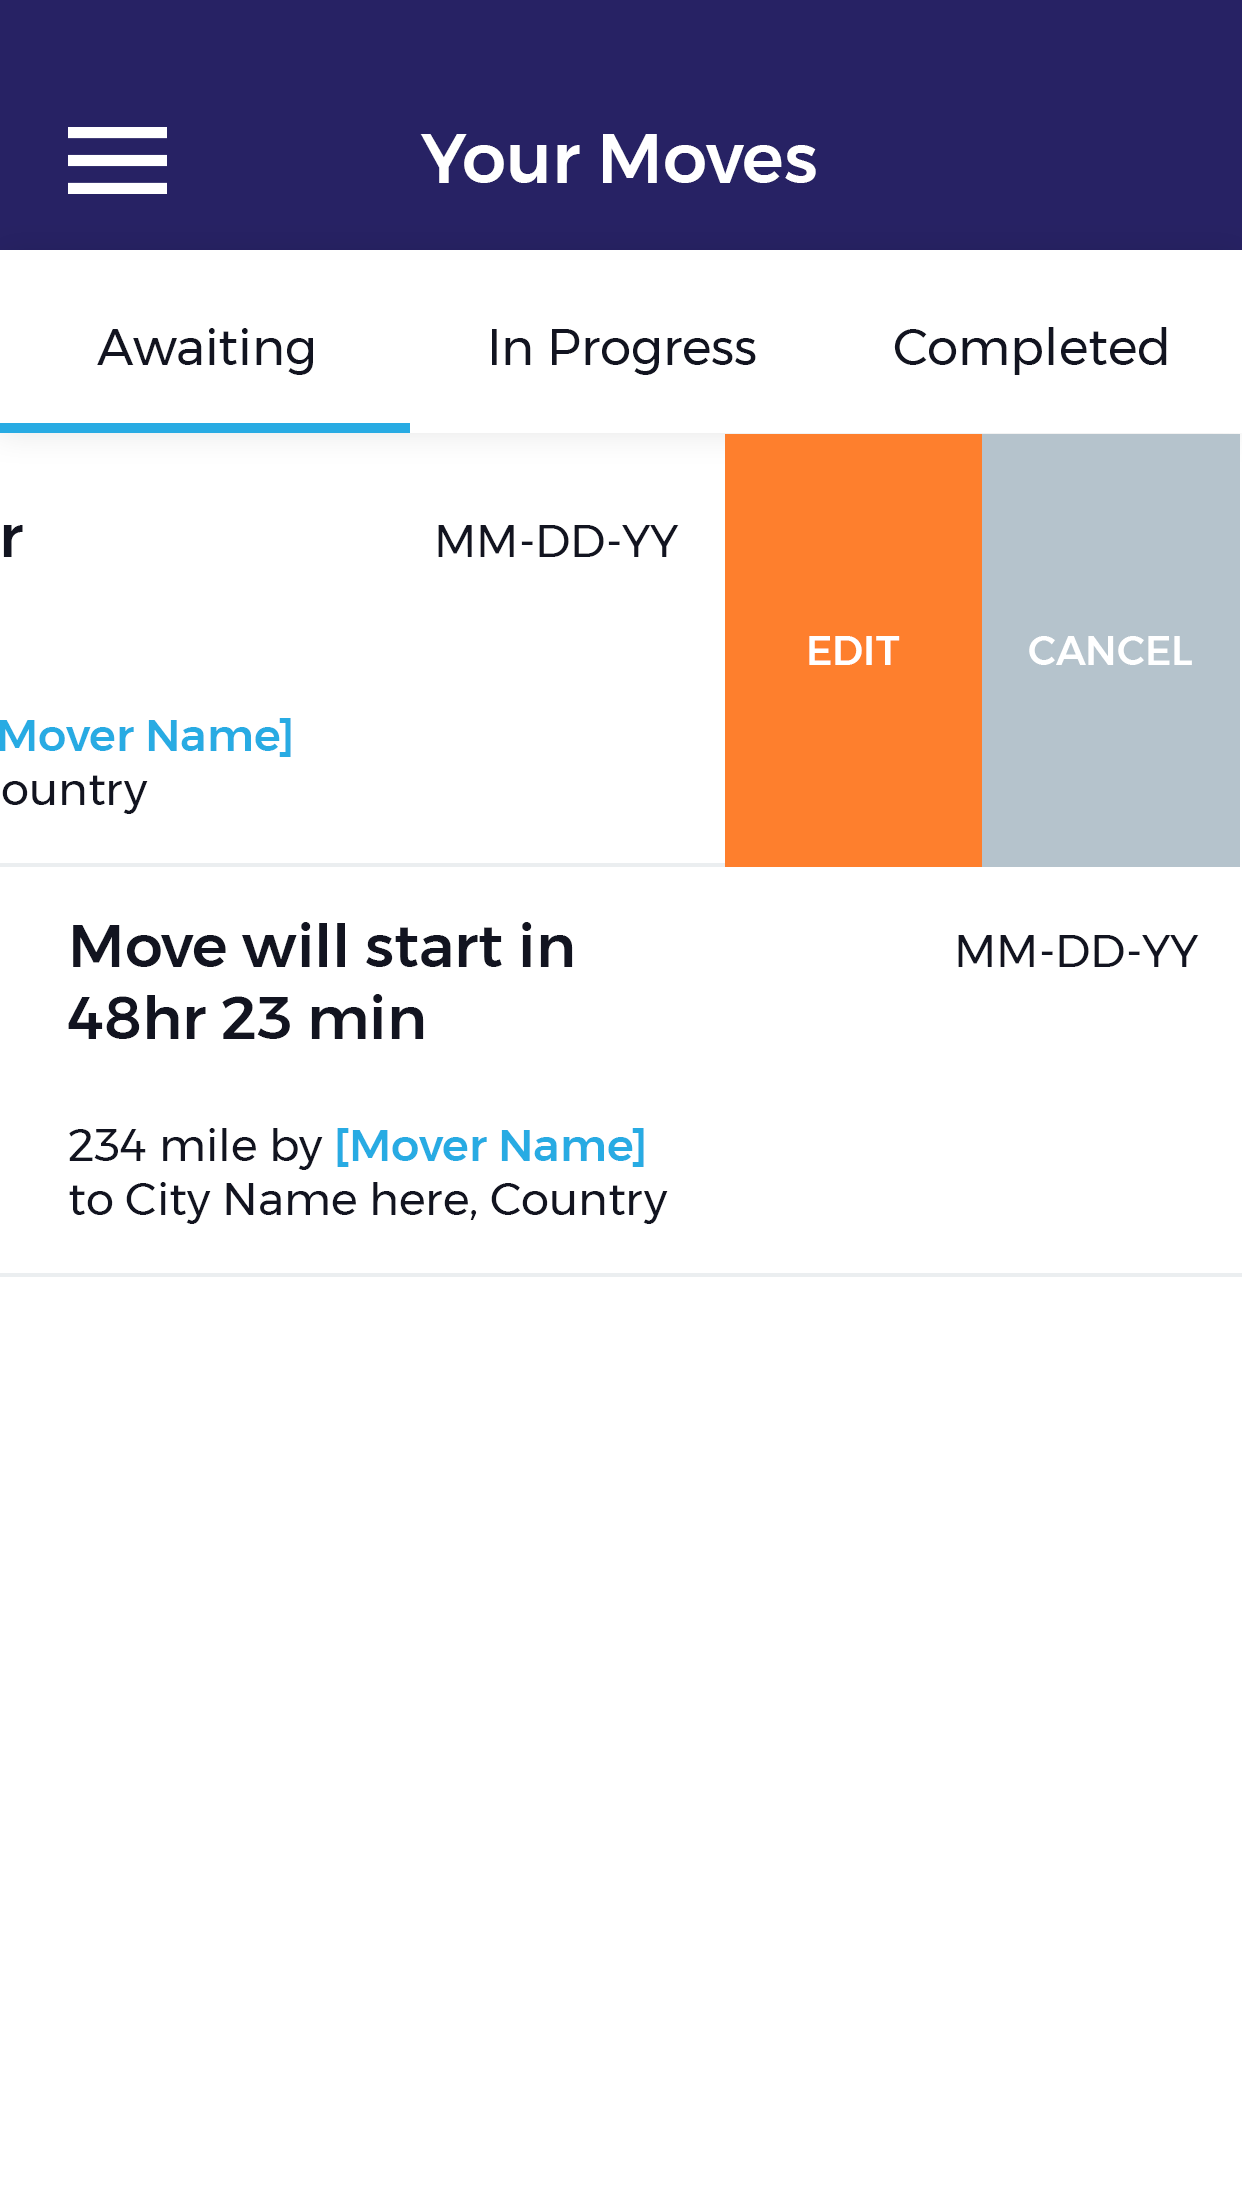 Your Moves
Awaiting In Progress Completed
r MM-DD-YY
EDIT CANCEL
Mover Name]
ountry
Move will start in MM-DD-YY
48hr 23 min
234 mile by [Mover Name]
to City Name here, Country